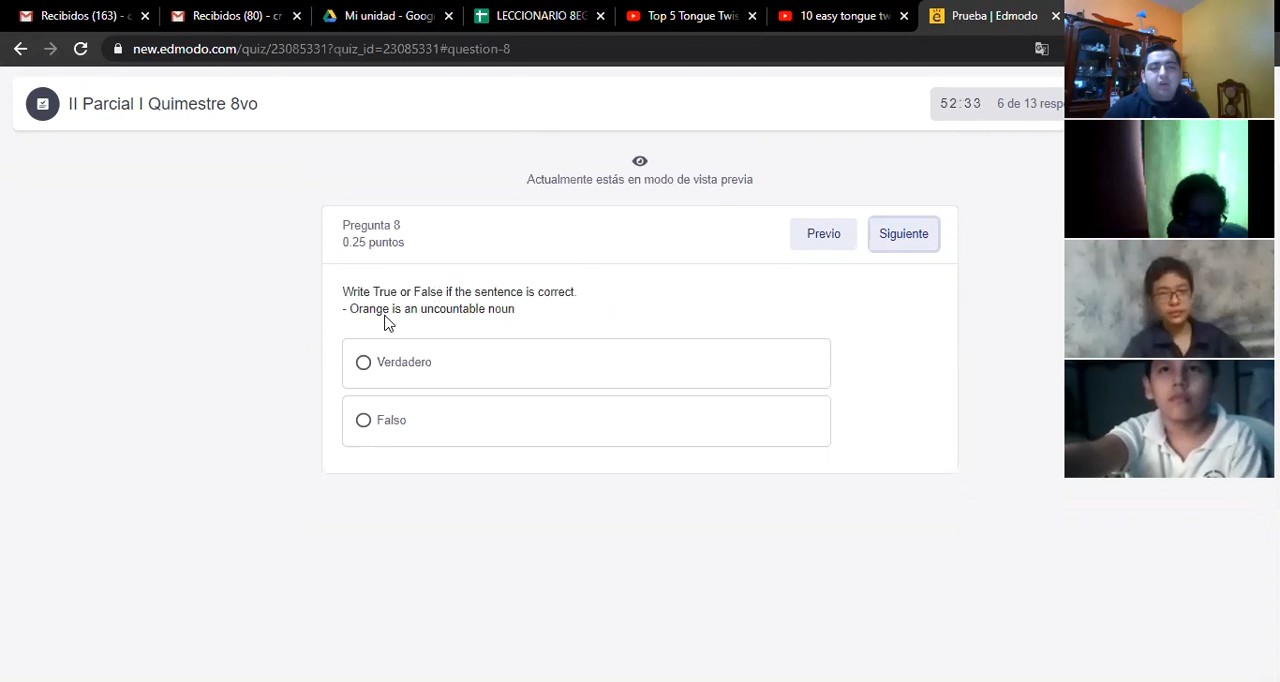 Recibidos (163) - c
Recibidos (80) - cr
Mi unidad - Goog
LECCIONARIO 8EG
Top 5 Tongue Twis
10 easy tongue tw
Prueba | Edmodo
new.edmodo.com/quiz/23085331?quiz_id=23085331#question-8
II Parcial I Quimestre 8vo
52:33
6 de 13 resp
Actualmente estás en modo de vista previa
Pregunta 8
0.25 puntos
Previo
Siguiente
Write True or False if the sentence is correct.
- Orange is an uncountable noun
Verdadero
Falso